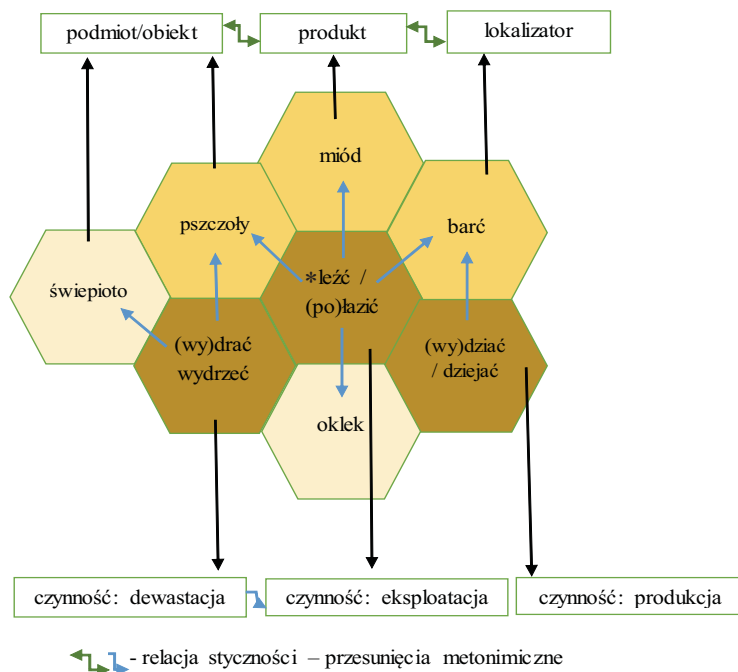 podmiot/obiekt
produkt
lokalizator
miód
pszczoły
barć
świepioto
*leźć /
(po)łazić
(wy)drać
wydrzeć
(wy)dziać
/ dziejać
oklek
czynność: dewastacja
czynność: eksploatacja
czynność: produkcja
- relacja styczności – przesunięcia metonimiczne